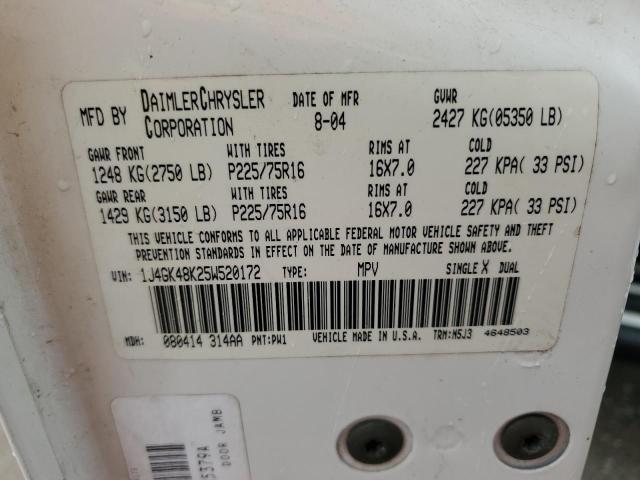 MFD BY DAIMLERCHRYSLER CORPORATION DATE OF MFR 8-04 GVWR 2427 KG(05350 LB)
GAWR FRONT WITH TIRES RIMS AT COLD
1248 KG(2750 LB) P225/75R16 16X7.0 227 KPA( 33 PSI)
GAWR REAR WITH TIRES RIMS AT COLD
1429 KG(3150 LB) P225/75R16 16X7.0 227 KPA( 33 PSI)
THIS VEHICLE CONFORMS TO ALL APPLICABLE FEDERAL MOTOR VEHICLE SAFETY AND THEFT
PREVENTION STANDARDS IN EFFECT ON THE DATE OF MANUFACTURE SHOWN ABOVE.
VIN: 1J4GK48K25W520172 TYPE: MPV SINGLE X DUAL
MDH: 080414 314AA PNT:PW1 VEHICLE MADE IN U.S.A. TRM:N5J3 4648503
5379A
DOOR JAMB